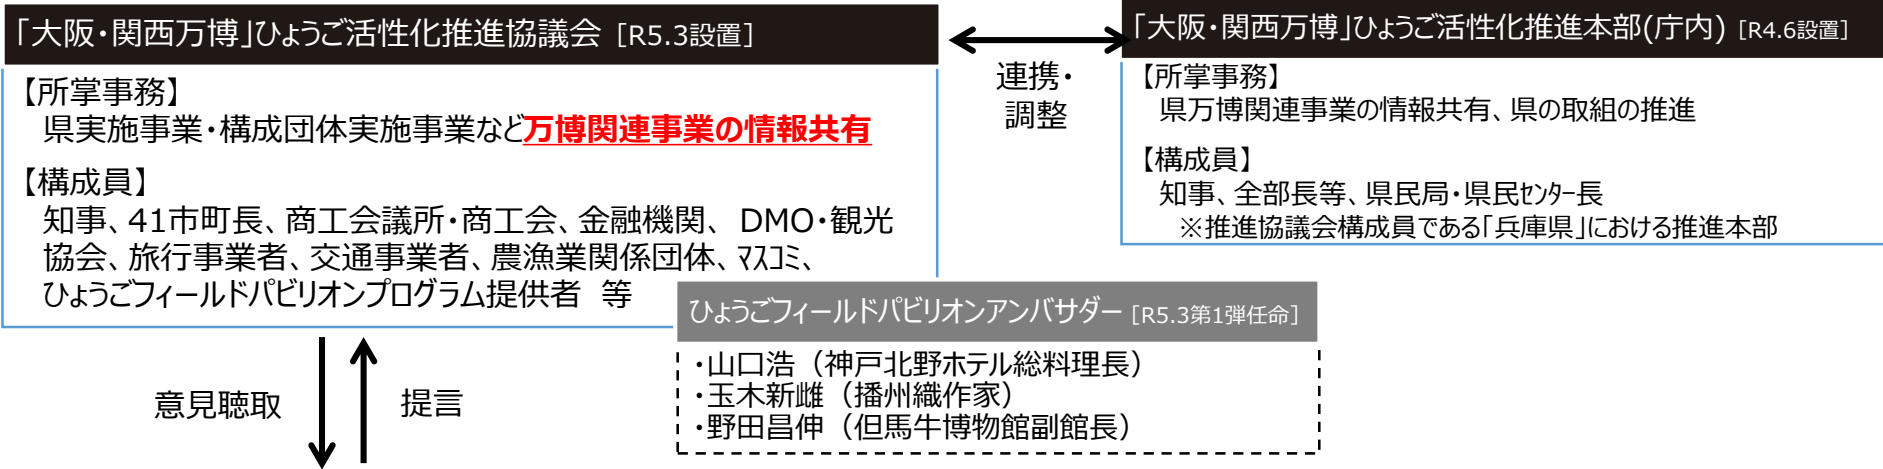 「大阪・関西万博」ひょうご活性化推進協議会 [R5.3設置]
【所掌事務】
県実施事業・構成団体実施事業など万博関連事業の情報共有
【構成員】
知事、41市町長、商工会議所・商工会、金融機関、 DMO・観光
協会、旅行事業者、交通事業者、農漁業関係団体、ﾏｽｺﾐ、
ひょうごフィールドパビリオンプログラム提供者 等
連携・
調整
「大阪・関西万博」ひょうご活性化推進本部(庁内) [R4.6設置]
【所掌事務】
県万博関連事業の情報共有、県の取組の推進
【構成員】
知事、全部長等、県民局・県民ｾﾝﾀｰ長
※推進協議会構成員である「兵庫県」における推進本部
ひょうごフィールドパビリオンアンバサダー [R5.3第1弾任命]
・山口浩（神戸北野ホテル総料理長）
・玉木新雌（播州織作家）
・野田昌伸（但馬牛博物館副館長）
意見聴取
提言